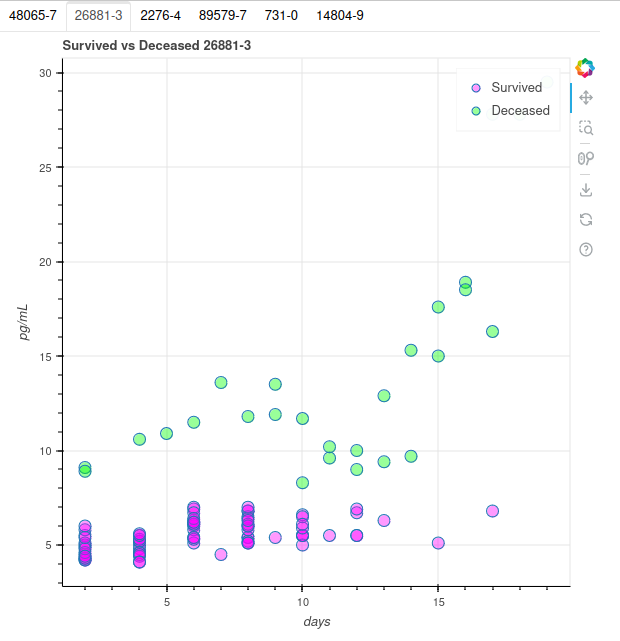 48065-7 26881-3 2276-4 89579-7 731-0 14804-9
Survived vs Deceased 26881-3
Survived
Deceased
30
25
20
15
10
5
pg/mL
5 10 15
days